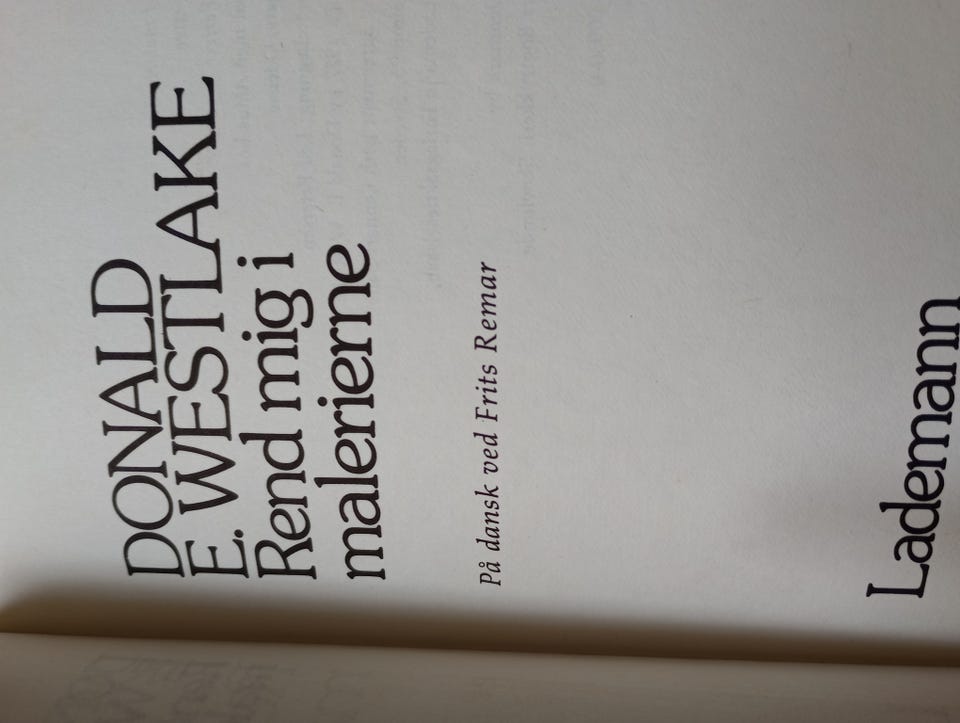 DONALD
E. WESTLAKE
Rend mig i
malerierne
På dansk ved Frits Remar
Lademann